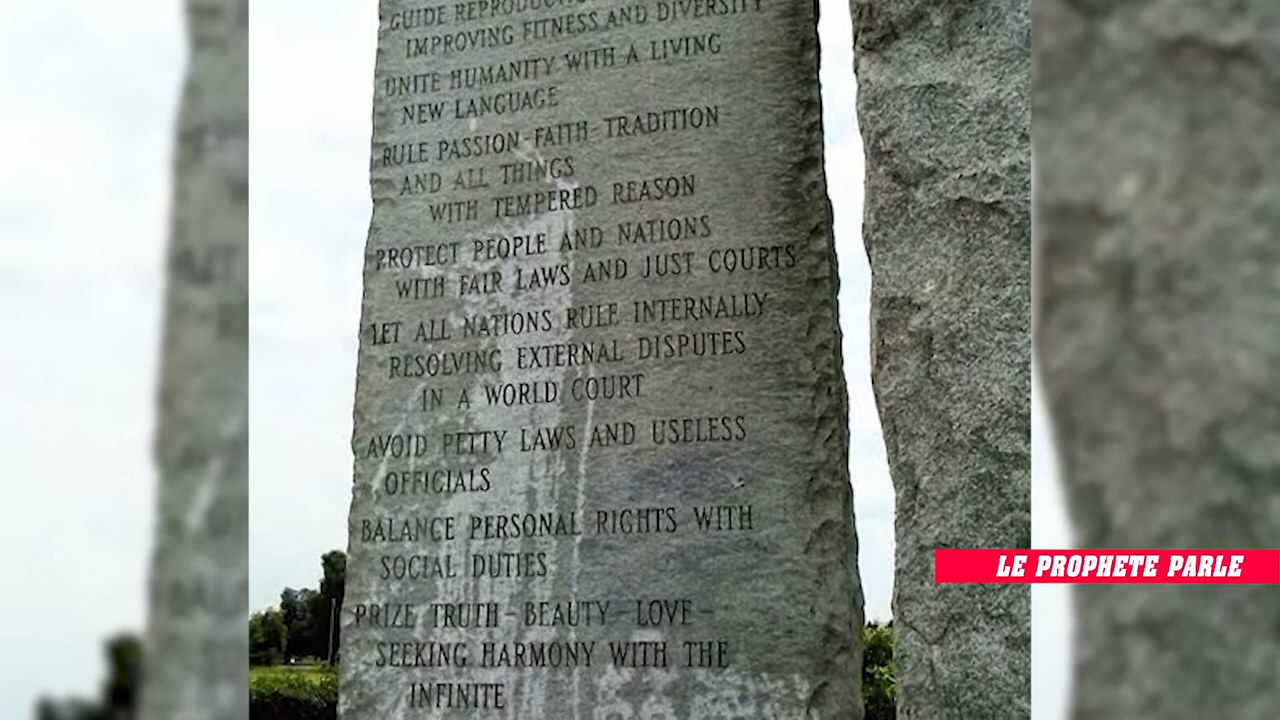 GUIDE REPRODUCTION
IMPROVING FITNESS AND DIVERSITY
UNITE HUMANITY WITH A LIVING
NEW LANGUAGE
RULE PASSION - FAITH - TRADITION
AND ALL THINGS
WITH TEMPERED REASON
PROTECT PEOPLE AND NATIONS
WITH FAIR LAWS AND JUST COURTS
LET ALL NATIONS RULE INTERNALLY
RESOLVING EXTERNAL DISPUTES
IN A WORLD COURT
AVOID PETTY LAWS AND USELESS
OFFICIALS
BALANCE PERSONAL RIGHTS WITH
SOCIAL DUTIES
LE PROPHETE PARLE
PRIZE TRUTH - BEAUTY - LOVE -
SEEKING HARMONY WITH THE
INFINITE